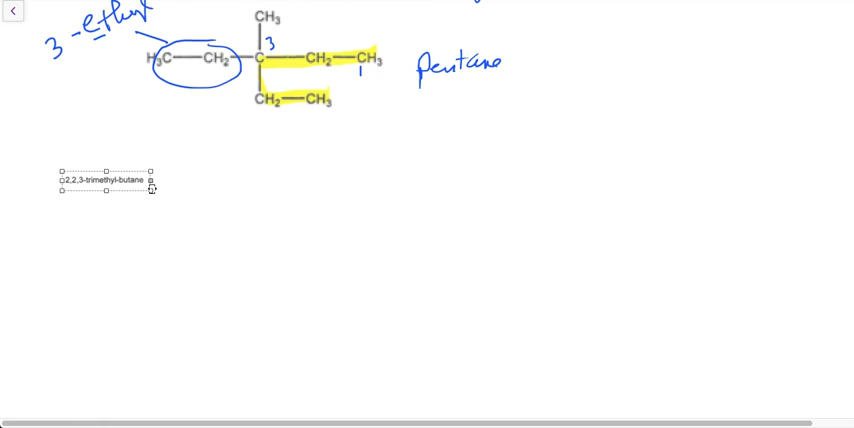 3-ethyl
CH3
3
H3C—CH2—C—CH2—CH3
1
pentane
CH2—CH3
2,2,3-trimethyl-butane